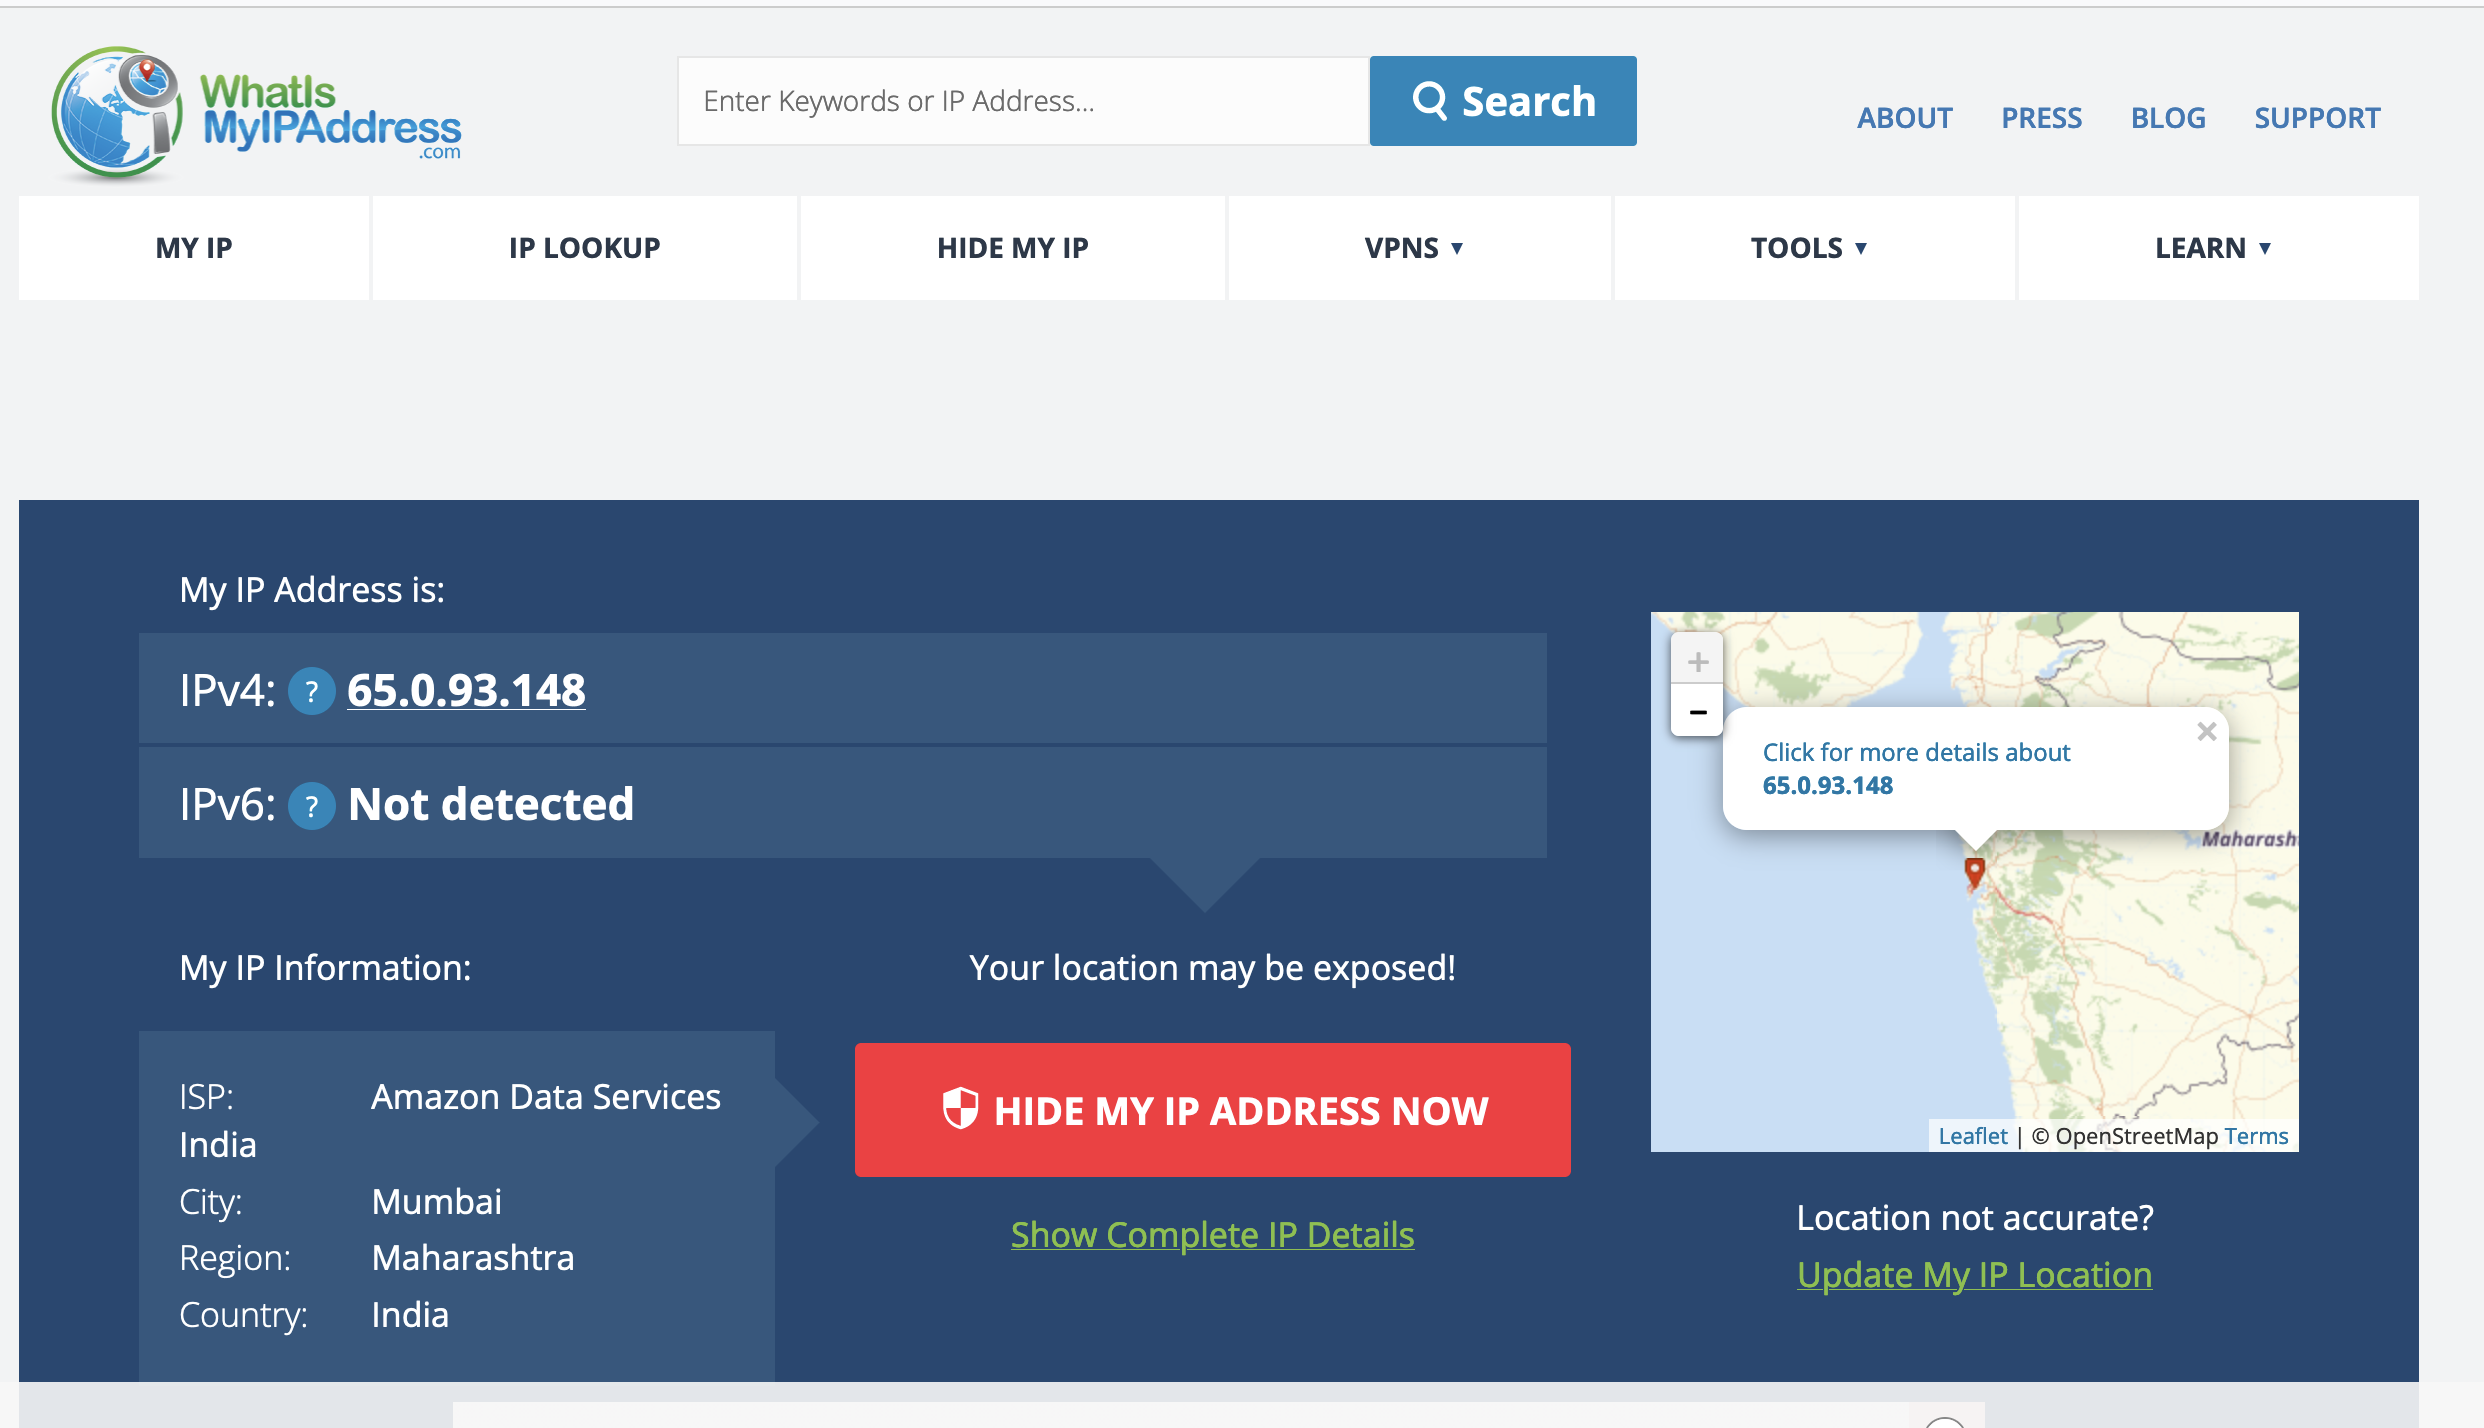 WhatIs
MyIPAddress
.com
Enter Keywords or IP Address...
Search
ABOUT PRESS BLOG SUPPORT
MY IP IP LOOKUP HIDE MY IP VPNS ▼ TOOLS ▼ LEARN ▼
My IP Address is:
IPv4: ? 65.0.93.148
IPv6: ? Not detected
My IP Information:
ISP: Amazon Data Services
India
City: Mumbai
Region: Maharashtra
Country: India
Your location may be exposed!
HIDE MY IP ADDRESS NOW
Show Complete IP Details
+
−
Click for more details about
65.0.93.148
×
Maharash
Leaflet | © OpenStreetMap Terms
Location not accurate?
Update My IP Location